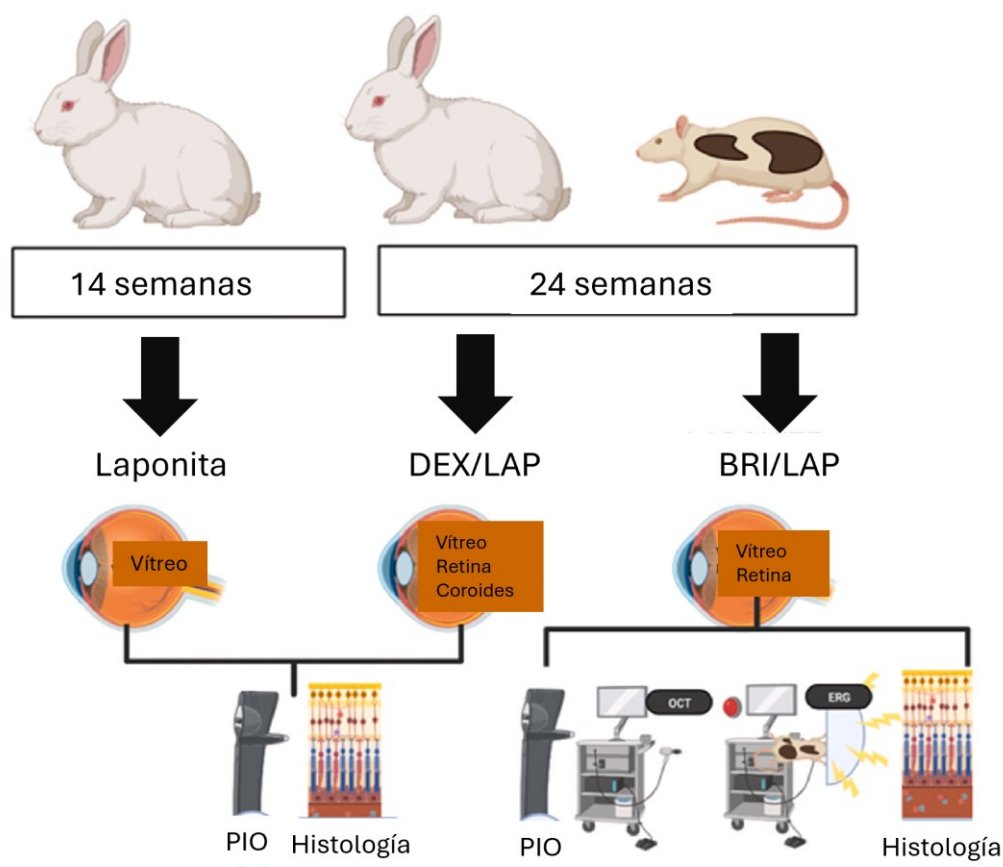 14 semanas
24 semanas
Laponita
DEX/LAP
BRI/LAP
Vítreo
Vítreo
Retina
Coroides
Vítreo
Retina
OCT
ERG
PIO
Histología
PIO
Histología